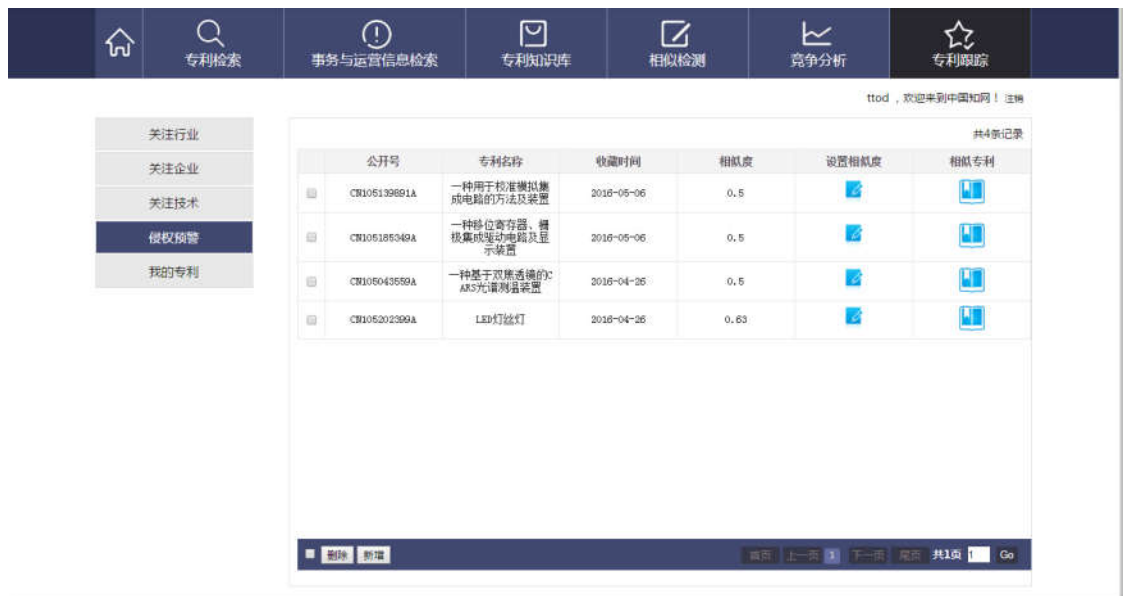 专利检索
事务与运营信息检索
专利知识库
相似检测
竞争分析
专利跟踪
ttod ，欢迎来到中国知网！ 注销
关注行业
关注企业
关注技术
侵权预警
我的专利
共4条记录
公开号 专利名称 收藏时间 相似度 设置相似度 相似专利
CN105139891A 一种用于校准模拟集
成电路的方法及装置 2016-05-06 0.5
CN105185349A 一种移位寄存器、栅
极集成驱动电路及显
示装置 2016-05-06 0.5
CN105043559A 一种基于双焦透镜的C
ARS光谱测温装置 2016-04-26 0.5
CN105202399A LED灯丝灯 2016-04-26 0.63
删除 新增
首页 上一页 1 下一页 尾页 共1页 1 Go